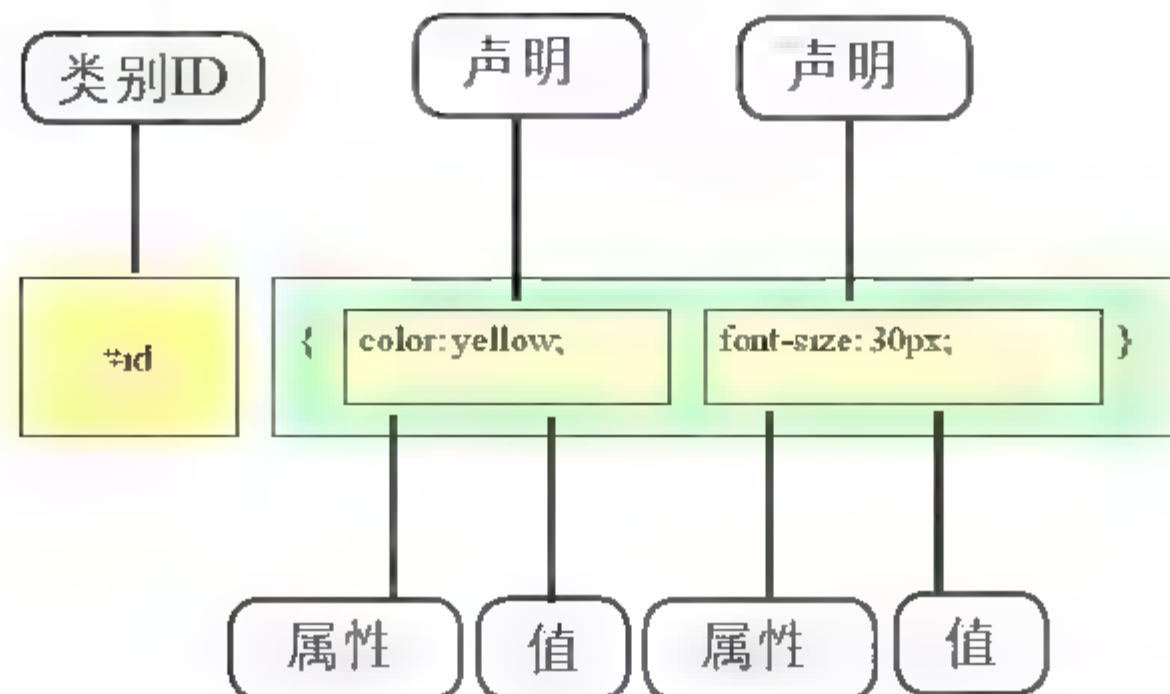 类别ID
声明
声明
#id
{
color:yellow;
font-size:30px;
}
属性
值
属性
值